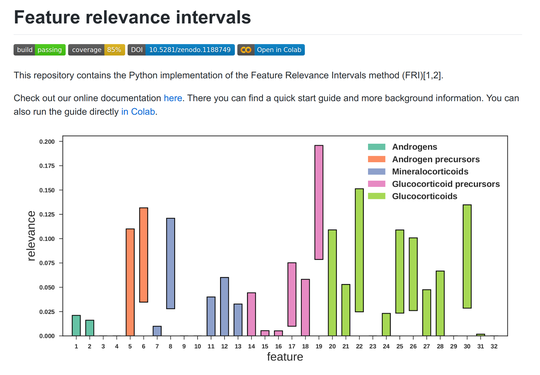 Feature relevance intervals
build passing coverage 85% DOI 10.5281/zenodo.1188749 Open in Colab
This repository contains the Python implementation of the Feature Relevance Intervals method (FRI)[1,2].
Check out our online documentation here. There you can find a quick start guide and more background information. You can
also run the guide directly in Colab.
0.200
0.175
0.150
0.125
0.100
0.075
0.050
0.025
0.000
relevance
Androgens
Androgen precursors
Mineralocorticoids
Glucocorticoid precursors
Glucocorticoids
1 2 3 4 5 6 7 8 9 10 11 12 13 14 15 16 17 18 19 20 21 22 23 24 25 26 27 28 29 30 31 32
feature